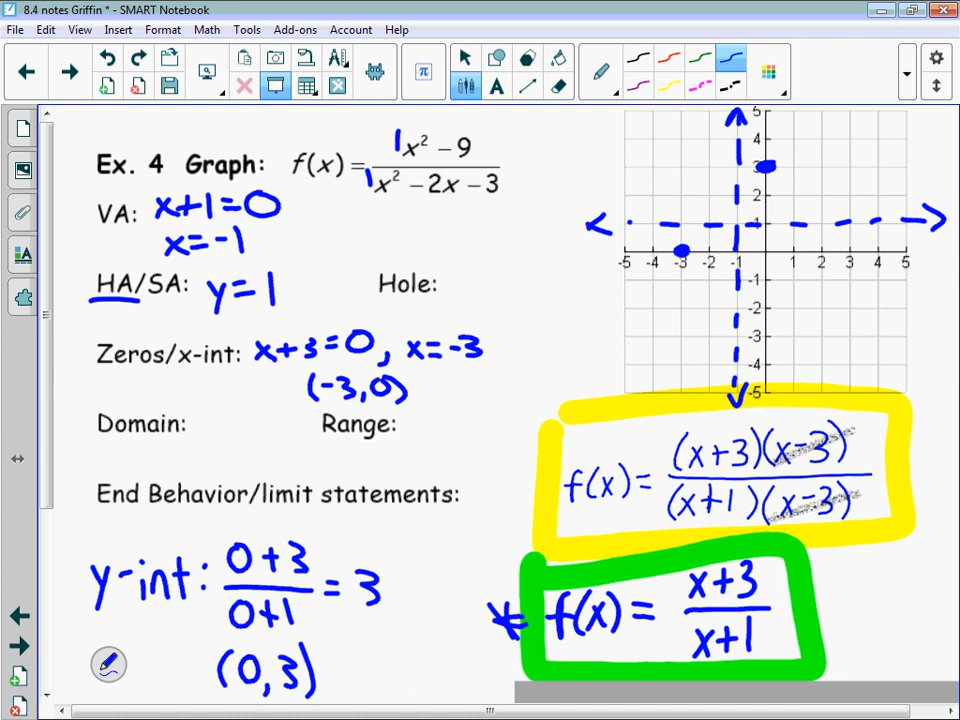 8.4 notes Griffin * - SMART Notebook
File Edit View Insert Format Math Tools Add-ons Account Help
Ex. 4 Graph: f(x) = (1x² - 9)/(1x² - 2x - 3)
VA: x+1=0
x=-1
HA/SA: y=1 Hole:
Zeros/x-int: x+3=0, x=-3
(-3,0)
Domain: Range:
End Behavior/limit statements:
y-int: (0+3)/(0+1) = 3
(0,3)
5
4
3
2
1
-5 -4 -3 -2 -1 1 2 3 4 5
-1
-2
-3
-4
-5
f(x) = (x+3)(x-3)/(x+1)(x-3)
* f(x) = (x+3)/(x+1)